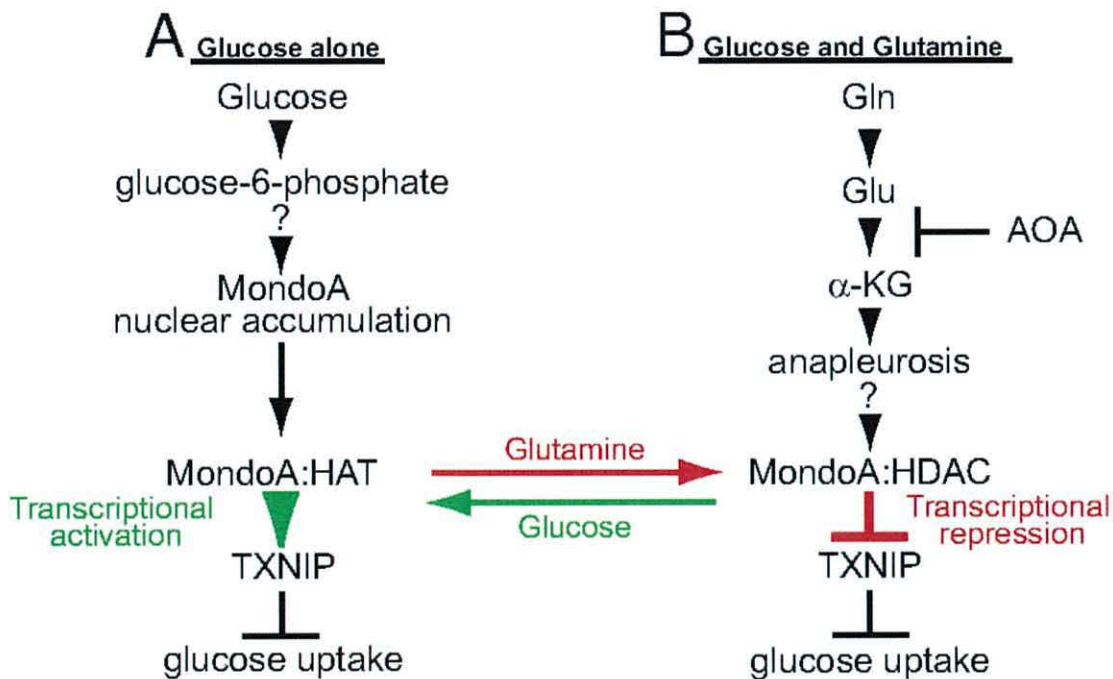 A Glucose alone
Glucose
glucose-6-phosphate
?
MondoA
nuclear accumulation
MondoA:HAT
Transcriptional
activation
TXNIP
glucose uptake
Glutamine
Glucose
B Glucose and Glutamine
Gln
Glu
AOA
α-KG
anapleurosis
?
MondoA:HDAC
Transcriptional
repression
TXNIP
glucose uptake